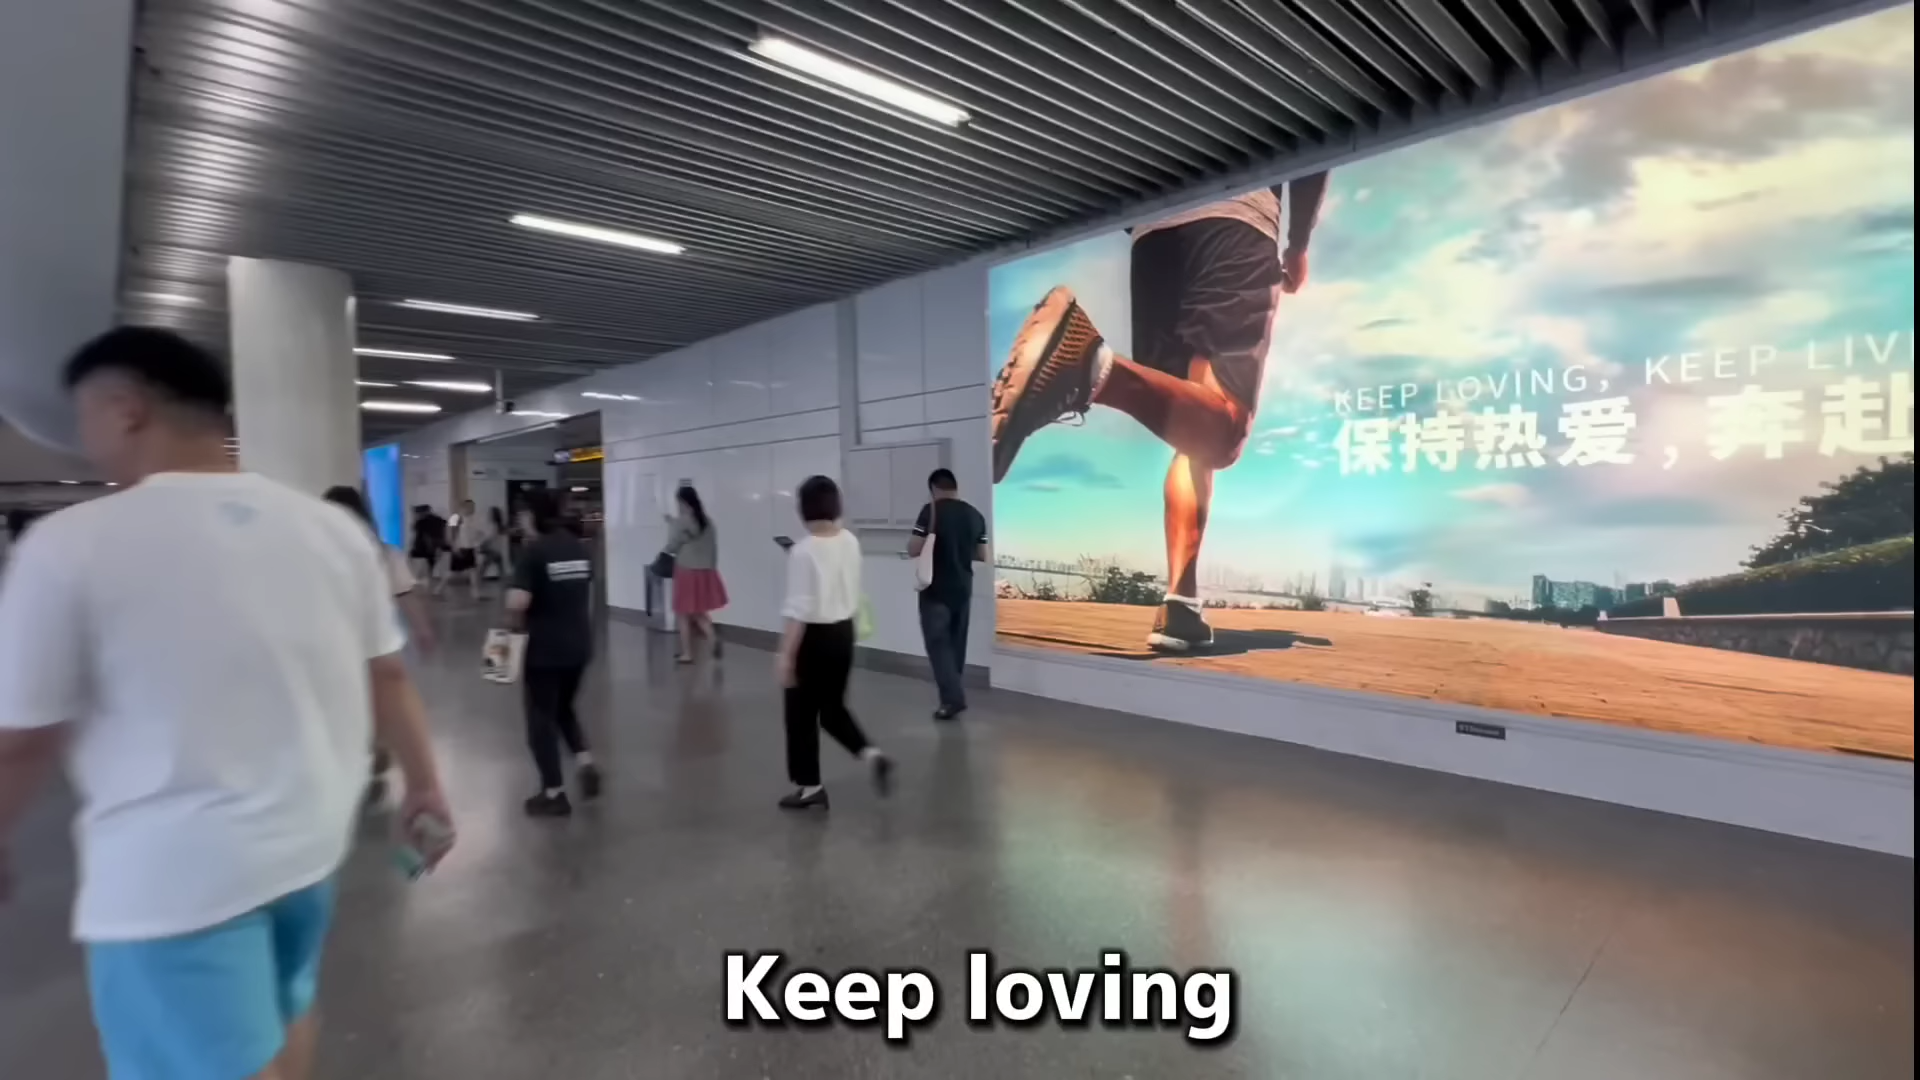 KEEP LOVING, KEEP LIV
保持热爱,奔赴
Keep loving